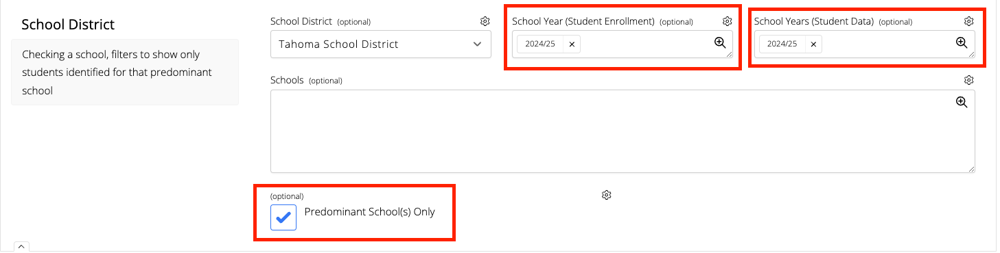 School District
Checking a school, filters to show only
students identified for that predominant
school
School District (optional)
Tahoma School District
School Year (Student Enrollment) (optional)
2024/25
School Years (Student Data) (optional)
2024/25
Schools (optional)
(optional)
Predominant School(s) Only